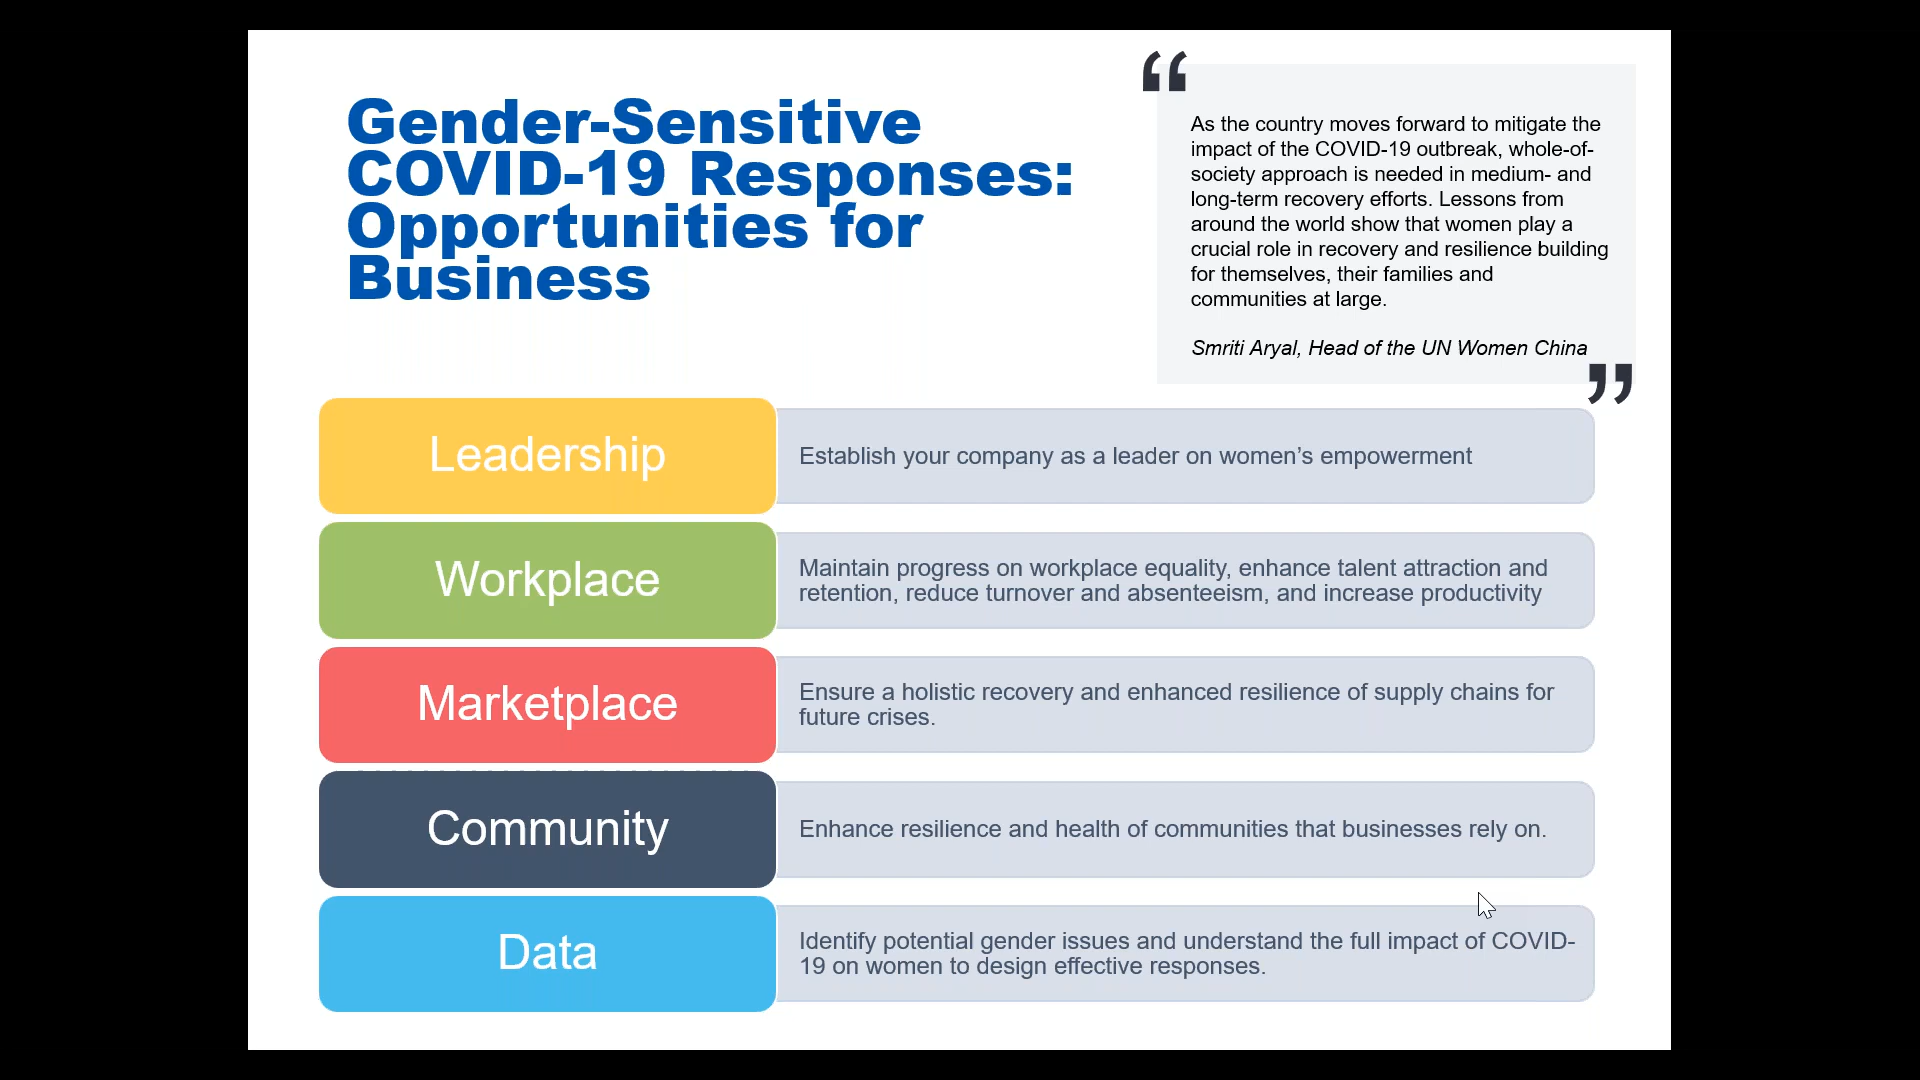 Gender-Sensitive
COVID-19 Responses:
Opportunities for
Business
“
As the country moves forward to mitigate the
impact of the COVID-19 outbreak, whole-of-
society approach is needed in medium- and
long-term recovery efforts. Lessons from
around the world show that women play a
crucial role in recovery and resilience building
for themselves, their families and
communities at large.
Smriti Aryal, Head of the UN Women China
”
Leadership
Establish your company as a leader on women’s empowerment
Workplace
Maintain progress on workplace equality, enhance talent attraction and
retention, reduce turnover and absenteeism, and increase productivity
Marketplace
Ensure a holistic recovery and enhanced resilience of supply chains for
future crises.
Community
Enhance resilience and health of communities that businesses rely on.
Data
Identify potential gender issues and understand the full impact of COVID-
19 on women to design effective responses.